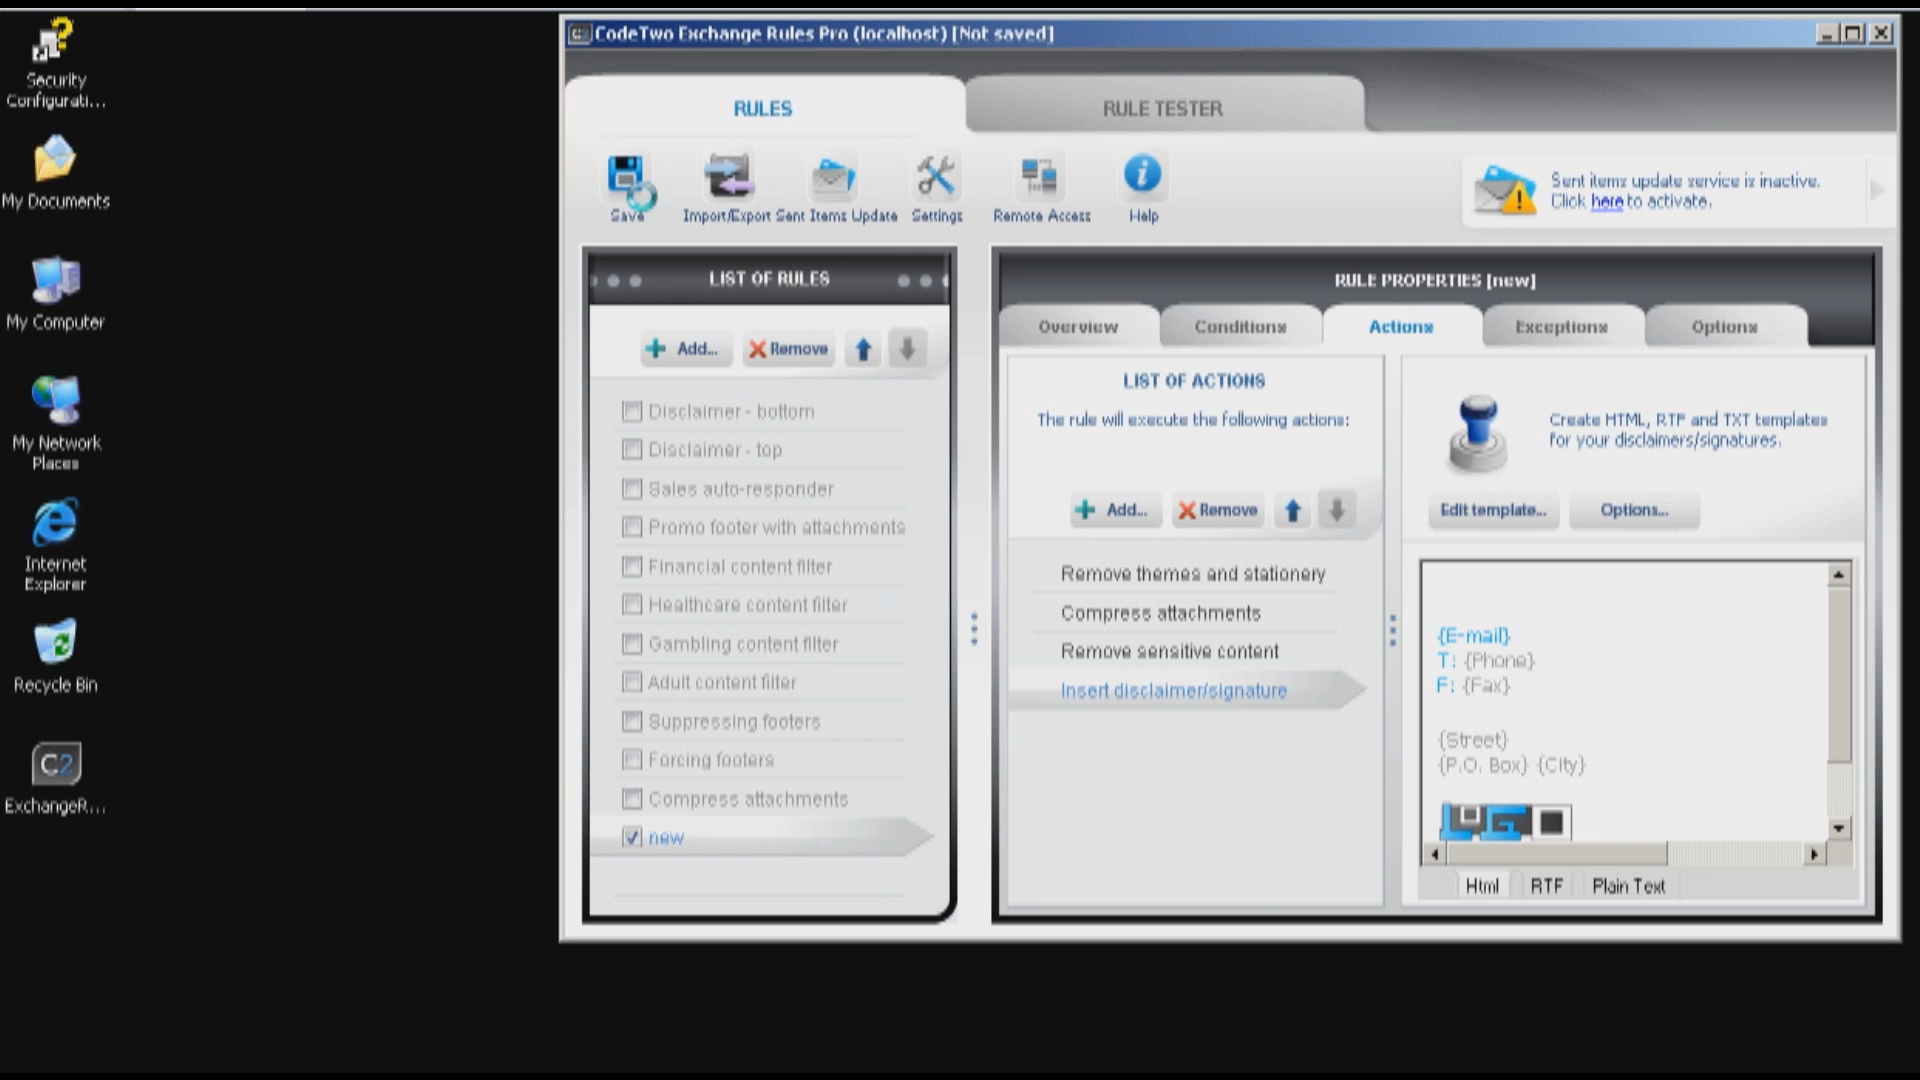 Security
Configurati...
My Documents
My Computer
My Network
Places
Internet
Explorer
Recycle Bin
C2
ExchangeR...
CodeTwo Exchange Rules Pro (localhost) [Not saved]
RULES
RULE TESTER
Save
Import/Export
Sent Items Update
Settings
Remote Access
Help
Sent items update service is inactive.
Click here to activate.
LIST OF RULES
Add...
Remove
Disclaimer - bottom
Disclaimer - top
Sales auto-responder
Promo footer with attachments
Financial content filter
Healthcare content filter
Gambling content filter
Adult content filter
Suppressing footers
Forcing footers
Compress attachments
new
RULE PROPERTIES [new]
Overview
Conditions
Actions
Exceptions
Options
LIST OF ACTIONS
The rule will execute the following actions:
Add...
Remove
Remove themes and stationery
Compress attachments
Remove sensitive content
Insert disclaimer/signature
Create HTML, RTF and TXT templates
for your disclaimers/signatures.
Edit template...
Options...
{E-mail}
T: {Phone}
F: {Fax}
{Street}
{P.O. Box} {City}
LOGO
Html
RTF
Plain Text